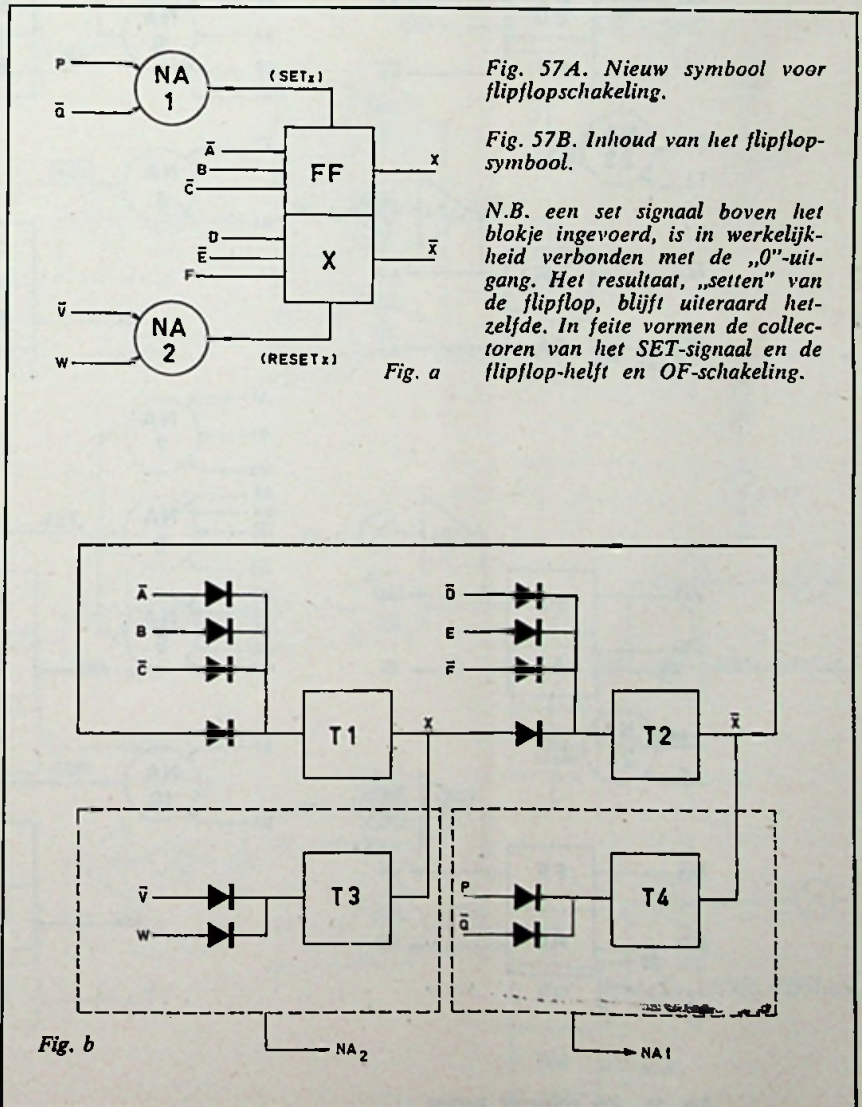 Fig. 57A. Nieuw symbool voor
flipflopschakeling.
Fig. 57B. Inhoud van het flipflop-
symbool.
N.B. een set signaal boven het
blokje ingevoerd, is in werkelijk-
heid verbonden met de „0”-uit-
gang. Het resultaat, „setten” van
de flipflop, blijft uiteraard het-
zelfde. In feite vormen de collec-
toren van het SET-signaal en de
flipflop-helft en OF-schakeling.
P
Q̄
NA
1
(SETx)
Ā
B
C̄
FF
X
D
Ē
F
X
X̄
V̄
W
NA
2
(RESETx)
Fig. a
Ā
B
C̄
T1
X
D̄
E
F̄
T2
X̄
V̄
W
T3
P
Q̄
T4
Fig. b
NA2
NA1